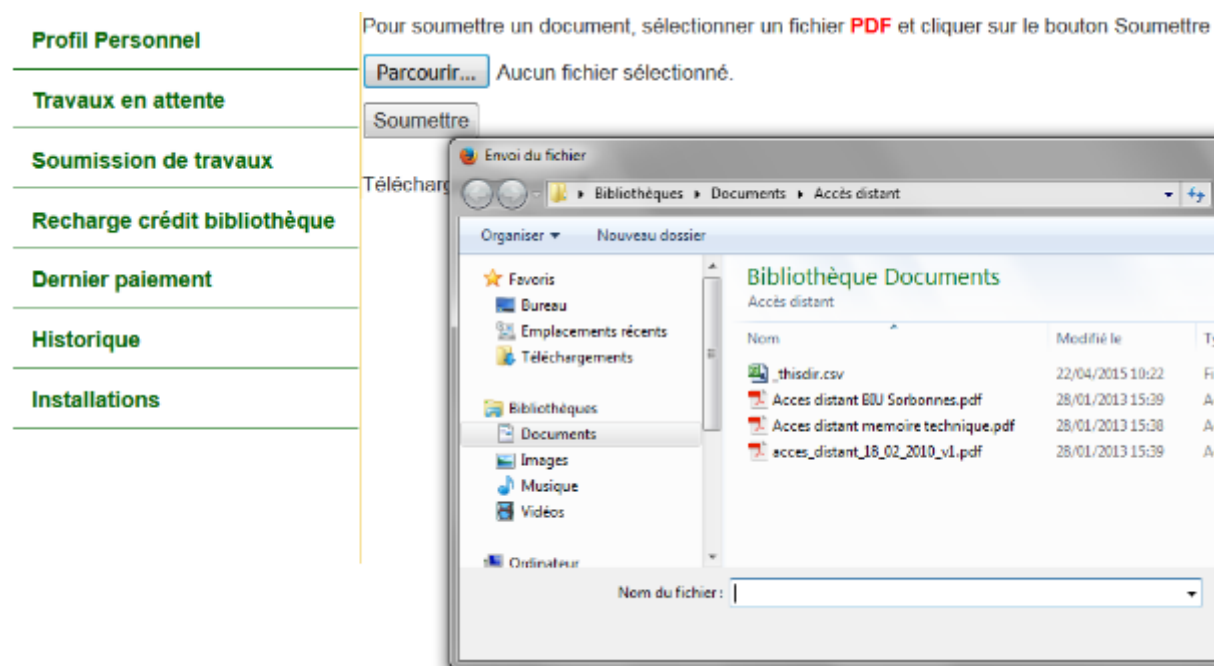 Profil Personnel
Travaux en attente
Soumission de travaux
Recharge crédit bibliothèque
Dernier paiement
Historique
Installations
Pour soumettre un document, sélectionner un fichier PDF et cliquer sur le bouton Soumettre
Parcourir... Aucun fichier sélectionné.
Soumettre
Envoi du fichier
Bibliothèques Documents Accès distant
Organiser Nouveau dossier
Favoris
Bureau
Emplacements récents
Téléchargements
Bibliothèques
Documents
Images
Musique
Vidéos
Ordinateur
Bibliothèque Documents
Accès distant
Nom Modifié le
_thisdir.csv 22/04/2015 10:22
Acces distant BIU Sorbonnes.pdf 28/01/2013 15:39
Acces distant memoire technique.pdf 28/01/2013 15:38
acces_distant_18_02_2010_v1.pdf 28/01/2013 15:39
Nom du fichier :